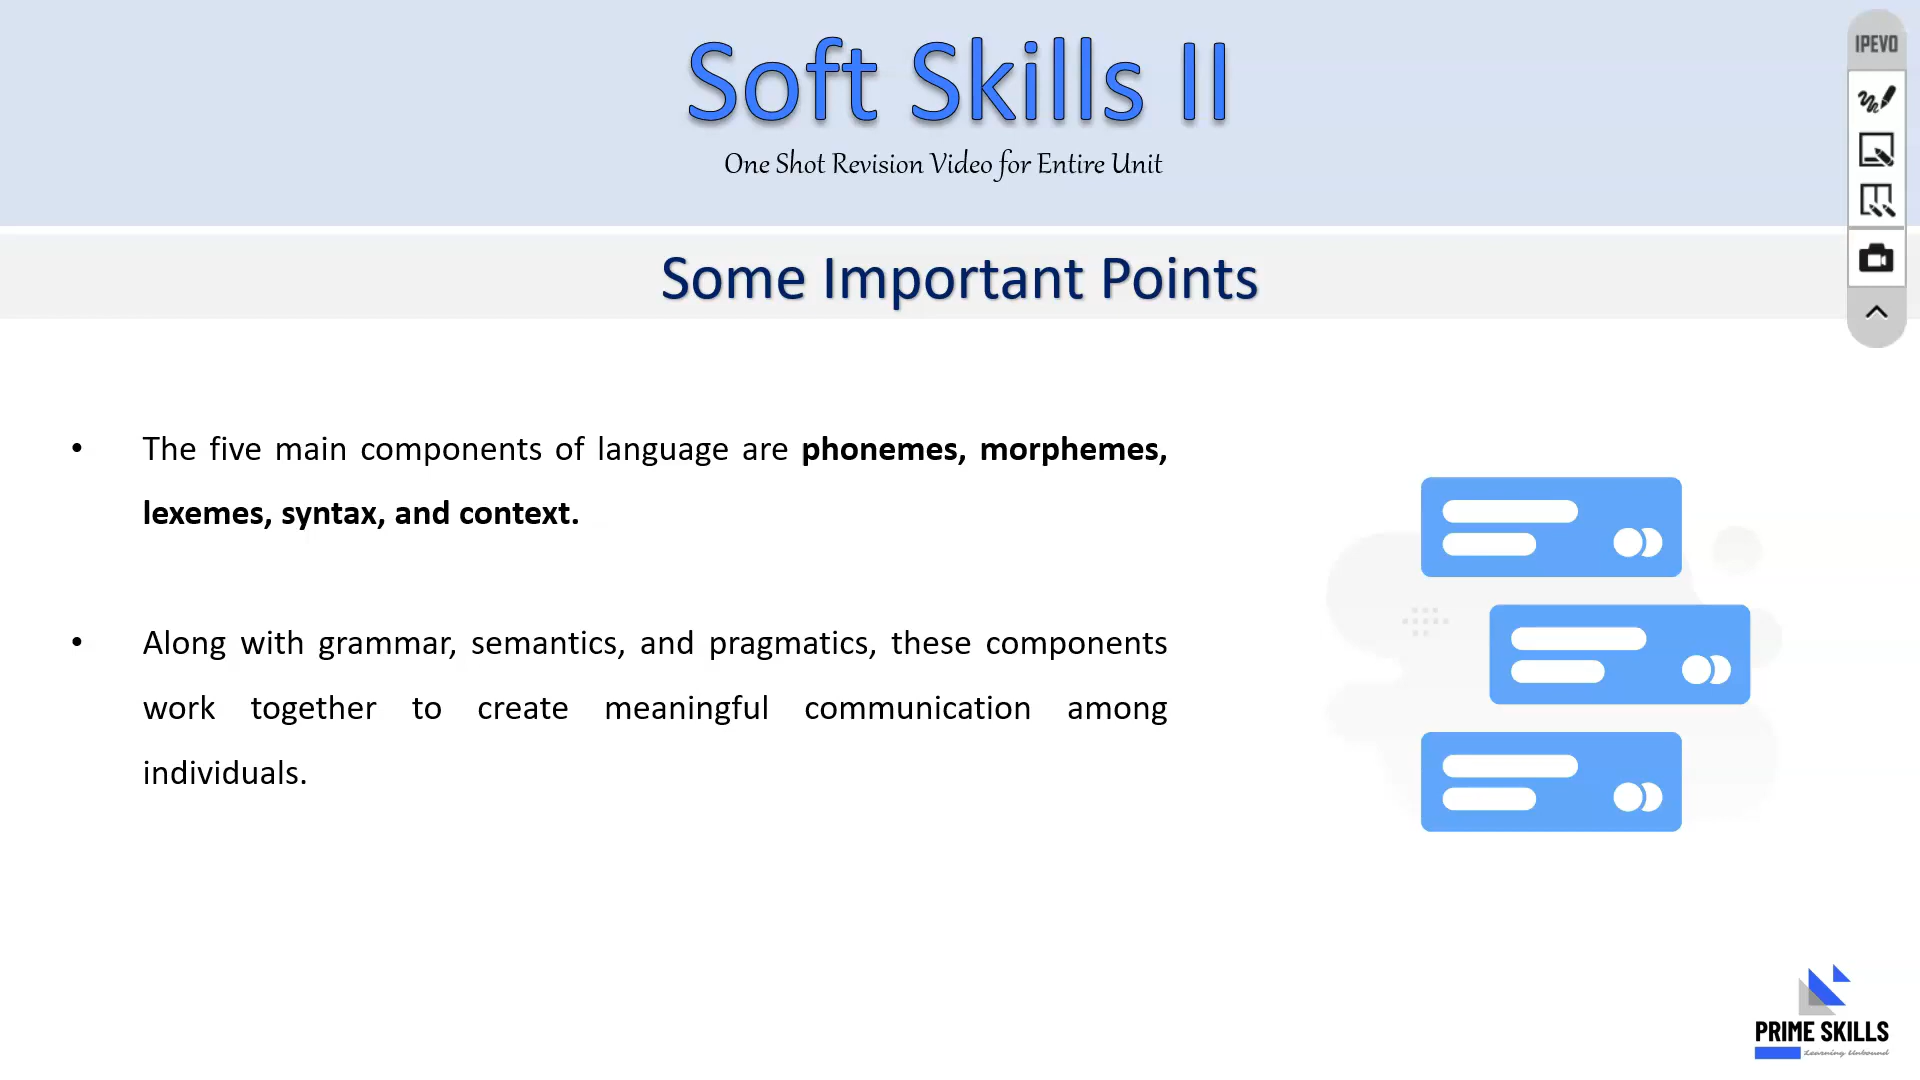 Soft Skills II
One Shot Revision Video for Entire Unit
IPEVO
Some Important Points
• The five main components of language are phonemes, morphemes,
lexemes, syntax, and context.
• Along with grammar, semantics, and pragmatics, these components
work together to create meaningful communication among
individuals.
PRIME SKILLS
Learning Unbound